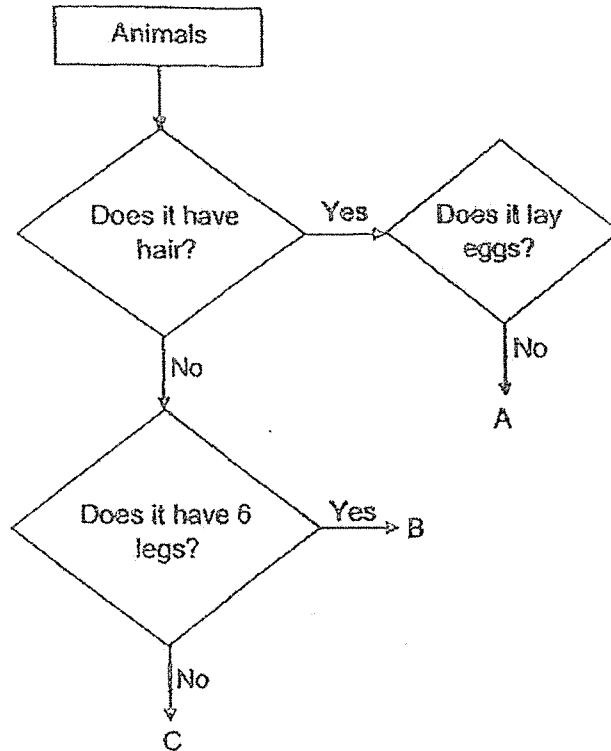 Animals
Does it have
hair?
Yes
Does it lay
eggs?
No
No
A
Does it have 6
legs?
Yes
B
No
C